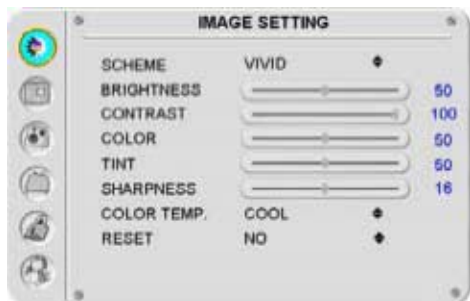 IMAGE SETTING
SCHEME VIVID
BRIGHTNESS 50
CONTRAST 100
COLOR 50
TINT 50
SHARPNESS 16
COLOR TEMP. COOL
RESET NO